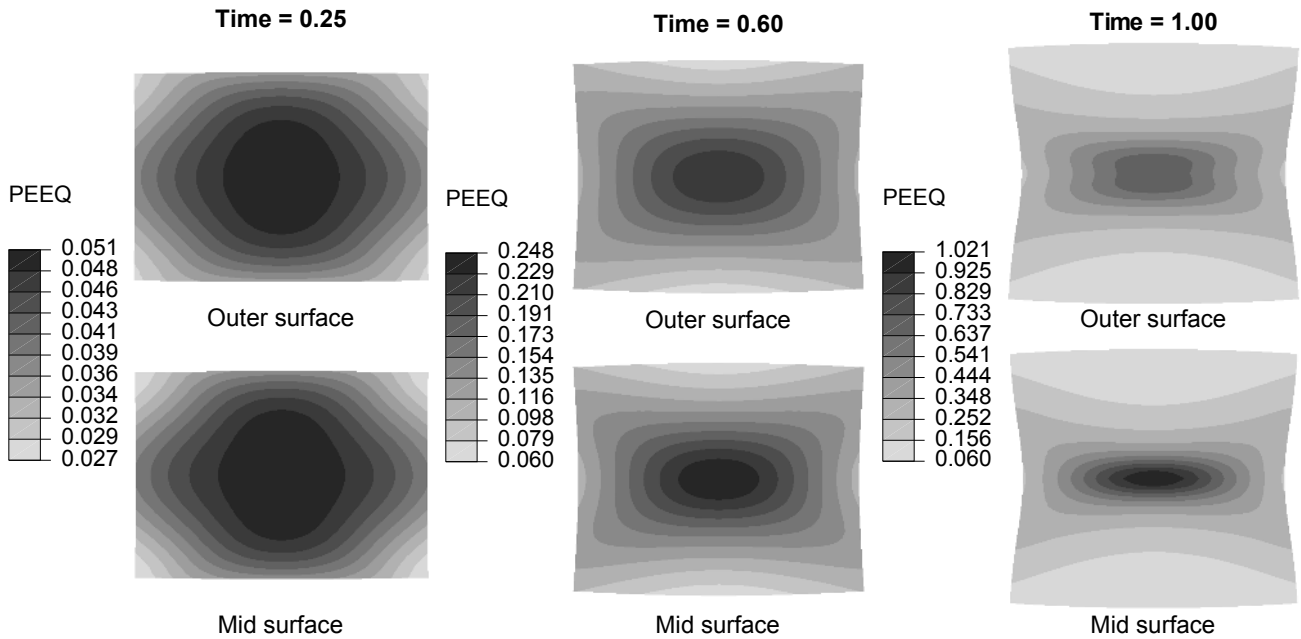 Time = 0.25
Time = 0.60
Time = 1.00
PEEQ
0.051
0.048
0.046
0.043
0.041
0.039
0.036
0.034
0.032
0.029
0.027
PEEQ
0.248
0.229
0.210
0.191
0.173
0.154
0.135
0.116
0.098
0.079
0.060
PEEQ
1.021
0.925
0.829
0.733
0.637
0.541
0.444
0.348
0.252
0.156
0.060
Outer surface
Outer surface
Outer surface
Mid surface
Mid surface
Mid surface